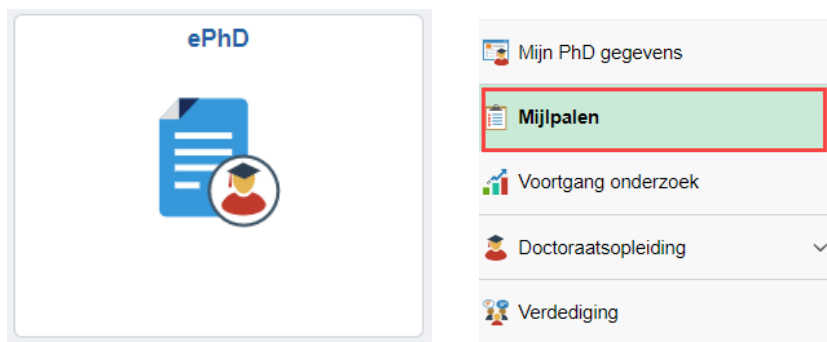 ePhD
Mijn PhD gegevens
Mijlpalen
Voortgang onderzoek
Doctoraatsopleiding
Verdediging